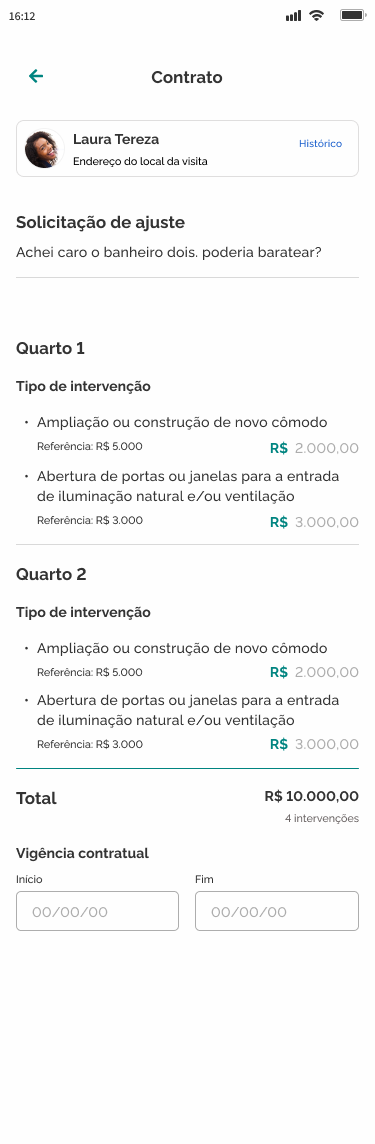 16:12
Contrato
Laura Tereza
Histórico
Endereço do local da visita
Solicitação de ajuste
Achei caro o banheiro dois. poderia baratear?
Quarto 1
Tipo de intervenção
• Ampliação ou construção de novo cômodo
Referência: R$ 5.000
R$ 2.000,00
• Abertura de portas ou janelas para a entrada
de iluminação natural e/ou ventilação
Referência: R$ 3.000
R$ 3.000,00
Quarto 2
Tipo de intervenção
• Ampliação ou construção de novo cômodo
Referência: R$ 5.000
R$ 2.000,00
• Abertura de portas ou janelas para a entrada
de iluminação natural e/ou ventilação
Referência: R$ 3.000
R$ 3.000,00
Total
R$ 10.000,00
4 intervenções
Vigência contratual
Início
Fim
00/00/00
00/00/00